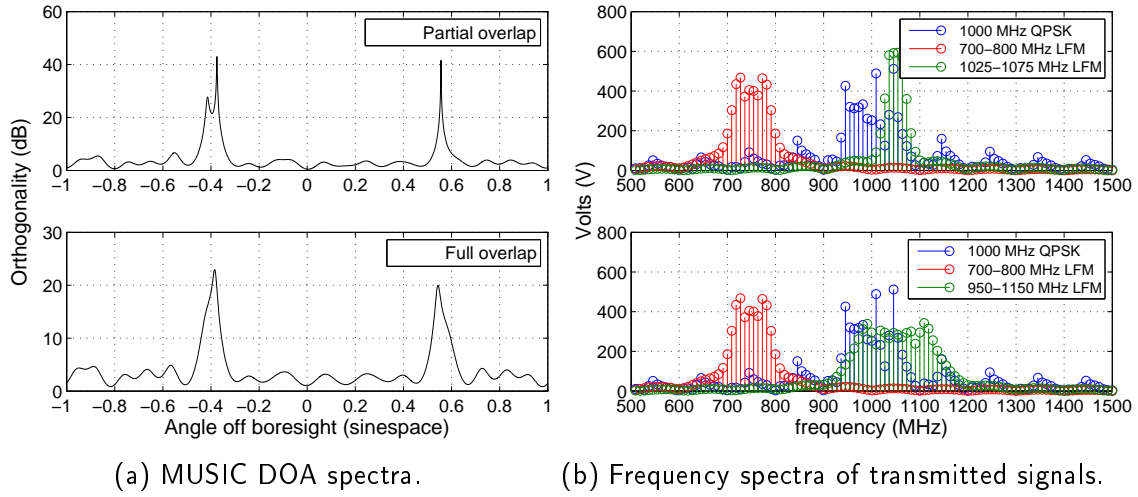 Orthogonality (dB)
60
40
20
0
Partial overlap
−1 −0.8 −0.6 −0.4 −0.2 0 0.2 0.4 0.6 0.8 1
30
20
10
0
Full overlap
−1 −0.8 −0.6 −0.4 −0.2 0 0.2 0.4 0.6 0.8 1
Angle off boresight (sinespace)
(a) MUSIC DOA spectra.
Volts (V)
800
600
400
200
0
1000 MHz QPSK
700−800 MHz LFM
1025−1075 MHz LFM
500 600 700 800 900 1000 1100 1200 1300 1400 1500
800
600
400
200
0
1000 MHz QPSK
700−800 MHz LFM
950−1150 MHz LFM
500 600 700 800 900 1000 1100 1200 1300 1400 1500
frequency (MHz)
(b) Frequency spectra of transmitted signals.